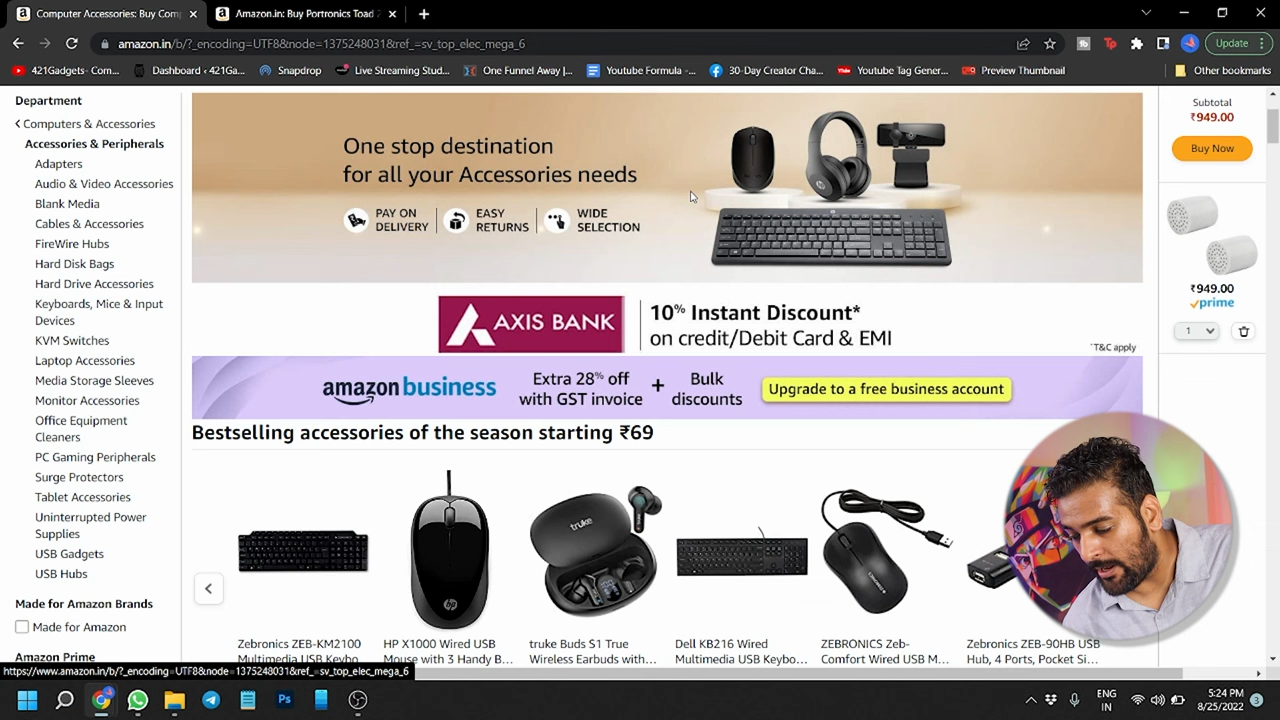 Computer Accessories: Buy Comp
Amazon.in: Buy Portronics Toad 2
amazon.in/b/?_encoding=UTF8&node=1375248031&ref_=sv_top_elec_mega_6
Update
421Gadgets- Com...
Dashboard ‹ 421Ga...
Snapdrop
Live Streaming Stud...
One Funnel Away |...
Youtube Formula -...
30-Day Creator Cha...
Youtube Tag Gener...
Preview Thumbnail
Other bookmarks
Department
Computers & Accessories
Accessories & Peripherals
Adapters
Audio & Video Accessories
Blank Media
Cables & Accessories
FireWire Hubs
Hard Disk Bags
Hard Drive Accessories
Keyboards, Mice & Input
Devices
KVM Switches
Laptop Accessories
Media Storage Sleeves
Monitor Accessories
Office Equipment
Cleaners
PC Gaming Peripherals
Surge Protectors
Tablet Accessories
Uninterrupted Power
Supplies
USB Gadgets
USB Hubs
Made for Amazon Brands
Made for Amazon
Amazon Prime
One stop destination
for all your Accessories needs
PAY ON
DELIVERY
EASY
RETURNS
WIDE
SELECTION
AXIS BANK
10% Instant Discount*
on credit/Debit Card & EMI
*T&C apply
amazon business
Extra 28% off
with GST invoice
+
Bulk
discounts
Upgrade to a free business account
Bestselling accessories of the season starting ₹69
truke
hp
Zebronics ZEB-KM2100
Multimedia USB Keybo...
HP X1000 Wired USB
Mouse with 3 Handy B...
truke Buds S1 True
Wireless Earbuds with...
Dell KB216 Wired
Multimedia USB Keybo...
ZEBRONICS Zeb-
Comfort Wired USB M...
Zebronics ZEB-90HB USB
Hub, 4 Ports, Pocket Si...
Subtotal
₹949.00
Buy Now
₹949.00
prime
1
https://www.amazon.in/b/?_encoding=UTF8&node=1375248031&ref_=sv_top_elec_mega_6
Ps
ENG
IN
5:24 PM
8/25/2022
3